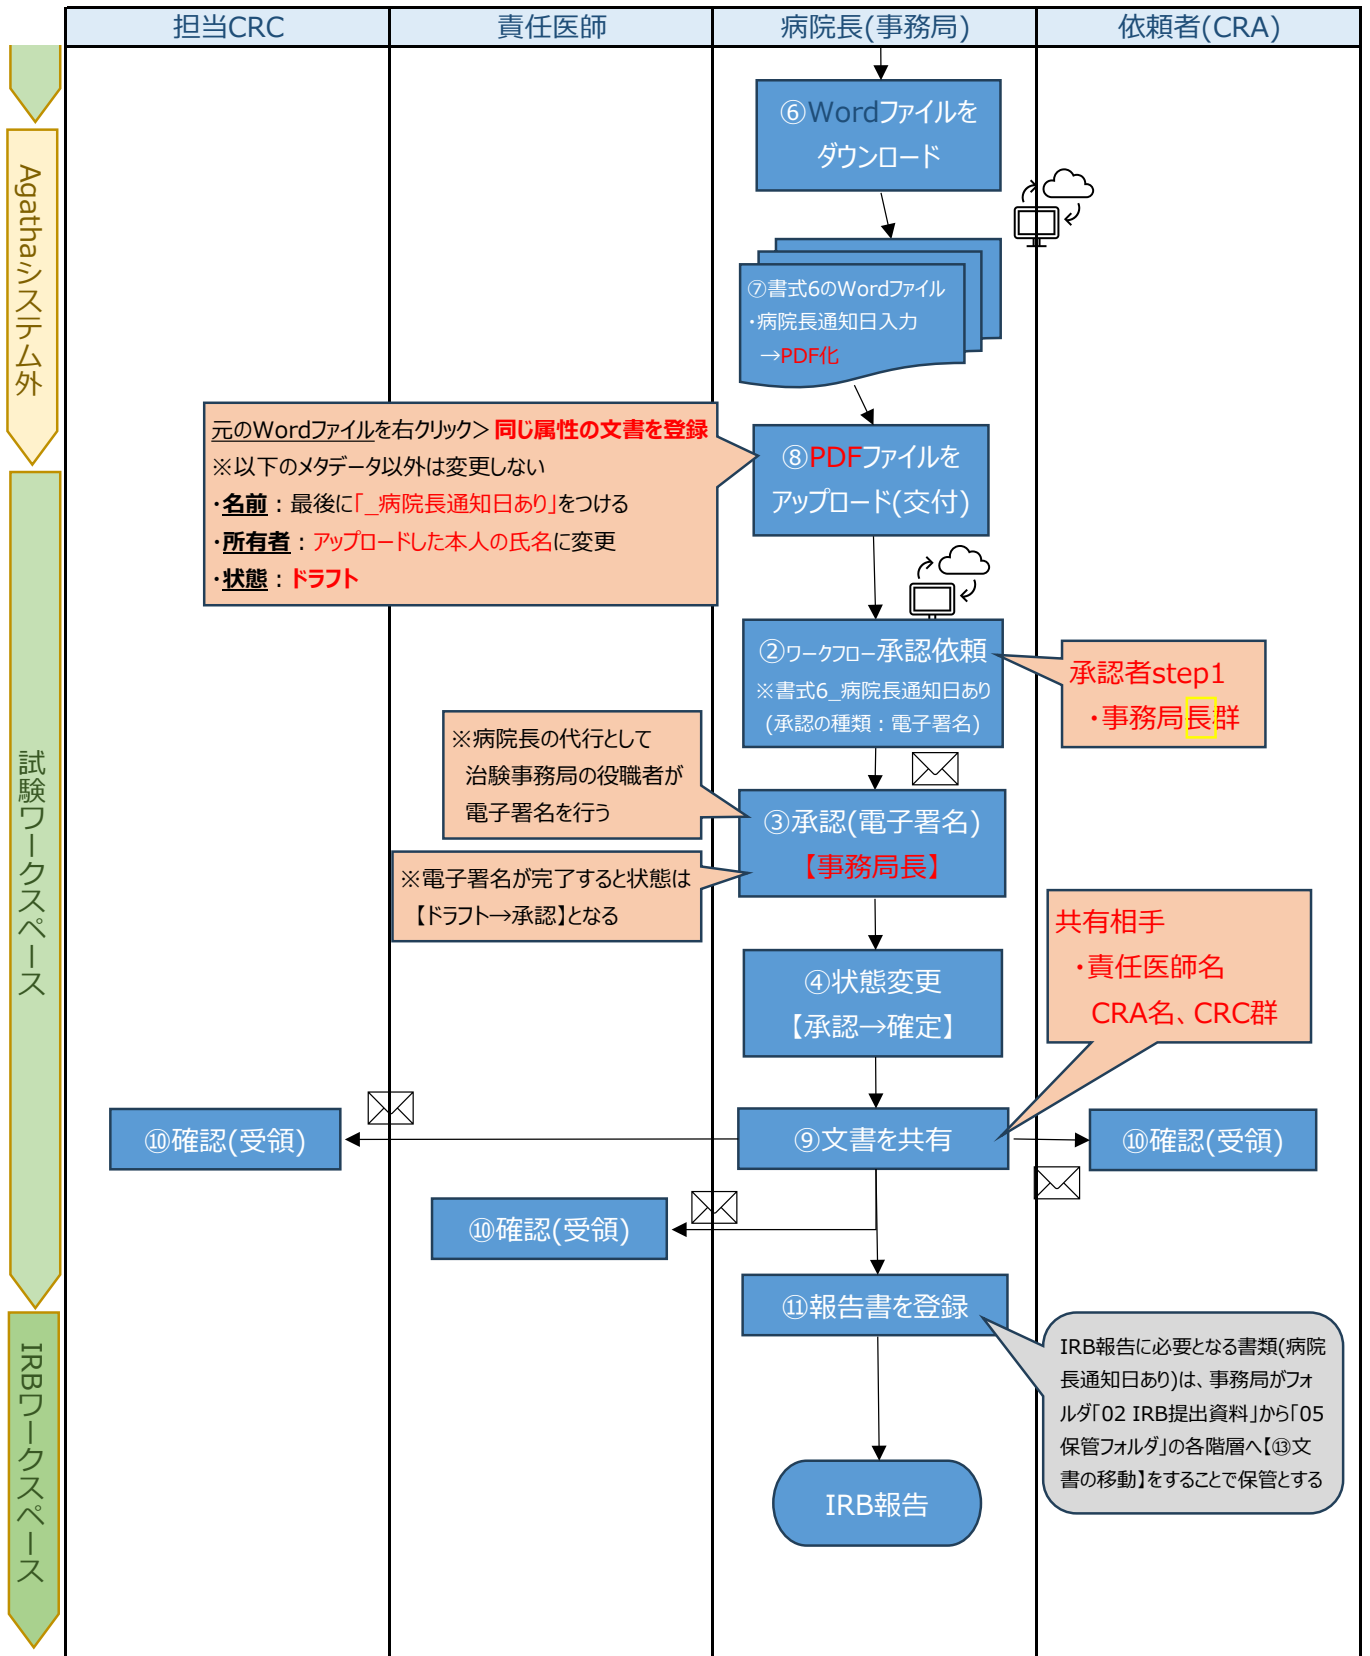 担当CRC
責任医師
病院長(事務局)
依頼者(CRA)
⑥Wordファイルを
ダウンロード
Agathaシステム外
⑦書式6のWordファイル
・病院長通知日入力
→PDF化
元のWordファイルを右クリック＞同じ属性の文書を登録
※以下のメタデータ以外は変更しない
・名前：最後に「_病院長通知日あり」をつける
・所有者：アップロードした本人の氏名に変更
・状態：ドラフト
⑧PDFファイルを
アップロード(交付)
試験ワークスペース
②ワークフロー承認依頼
※書式6_病院長通知日あり
(承認の種類：電子署名)
承認者step1
・事務局長群
※病院長の代行として
治験事務局の役職者が
電子署名を行う
③承認(電子署名)
【事務局長】
※電子署名が完了すると状態は
【ドラフト→承認】となる
共有相手
・責任医師名
CRA名、CRC群
④状態変更
【承認→確定】
⑩確認(受領)
⑨文書を共有
⑩確認(受領)
⑩確認(受領)
⑪報告書を登録
IRBワークスペース
IRB報告に必要となる書類(病院
長通知日あり)は、事務局がフォ
ルダ「02 IRB提出資料」から「05
保管フォルダ」の各階層へ【⑬文
書の移動】をすることで保管とする
IRB報告